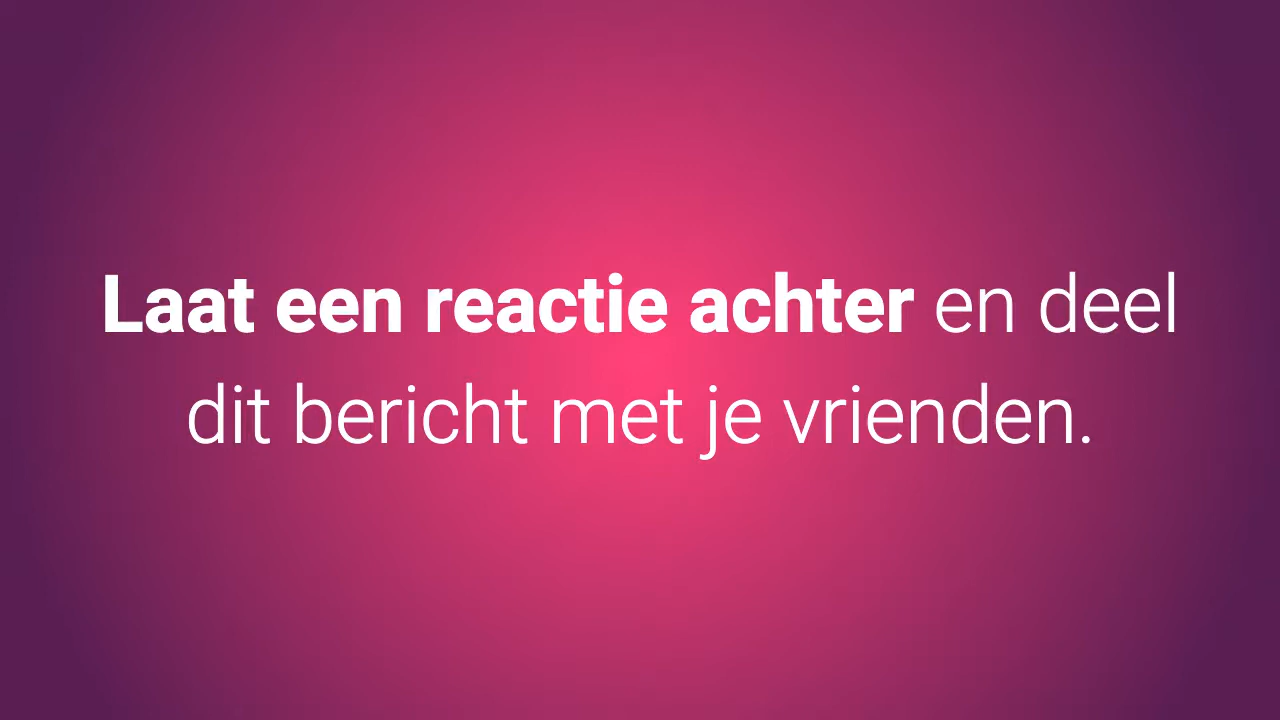 Laat een reactie achter en deel
dit bericht met je vrienden.